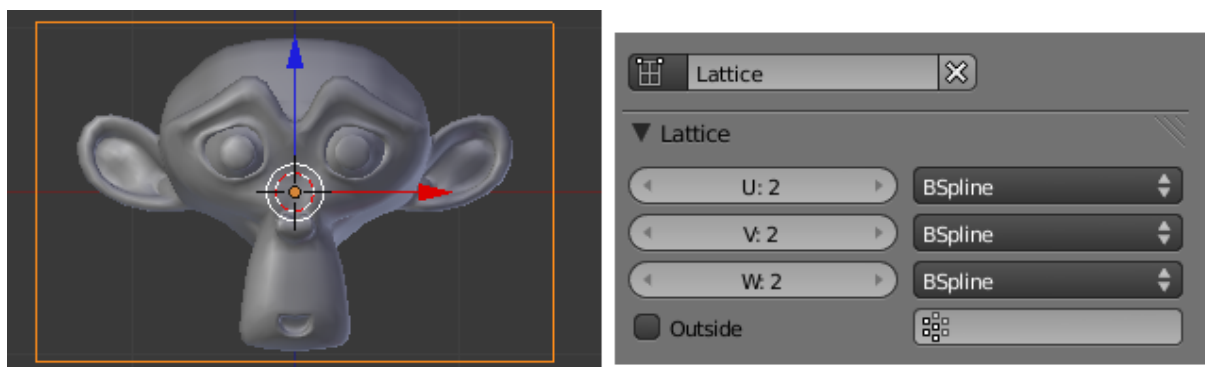 Lattice
Lattice
U: 2 BSpline
V: 2 BSpline
W: 2 BSpline
Outside